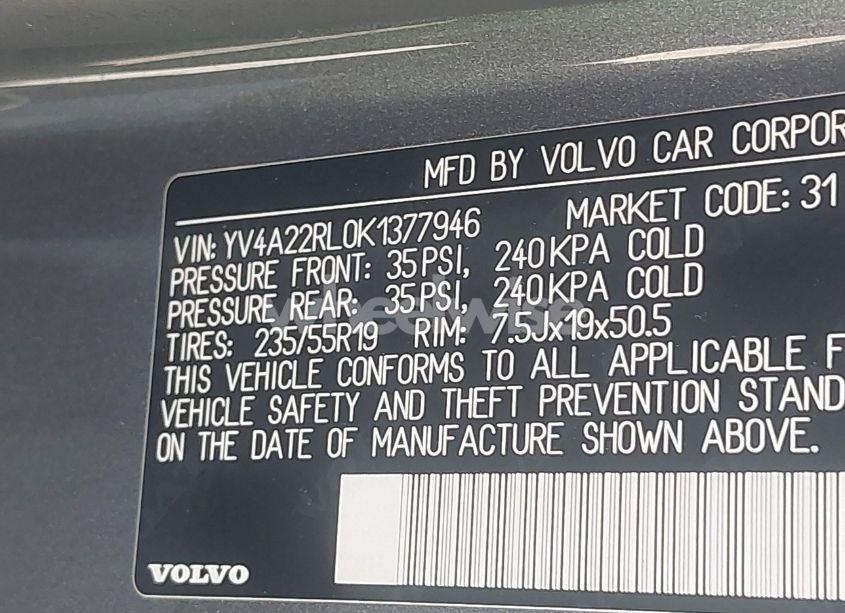 MFD BY VOLVO CAR CORPOR
MARKET CODE: 31
VIN: YV4A22RL0K1377946
PRESSURE FRONT: 35PSI, 240KPA COLD
PRESSURE REAR: 35PSI, 240KPA COLD
wheelwise
TIRES: 235/55R19 RIM: 7.5Jx19x50.5
THIS VEHICLE CONFORMS TO ALL APPLICABLE F
VEHICLE SAFETY AND THEFT PREVENTION STAND
ON THE DATE OF MANUFACTURE SHOWN ABOVE.
VOLVO